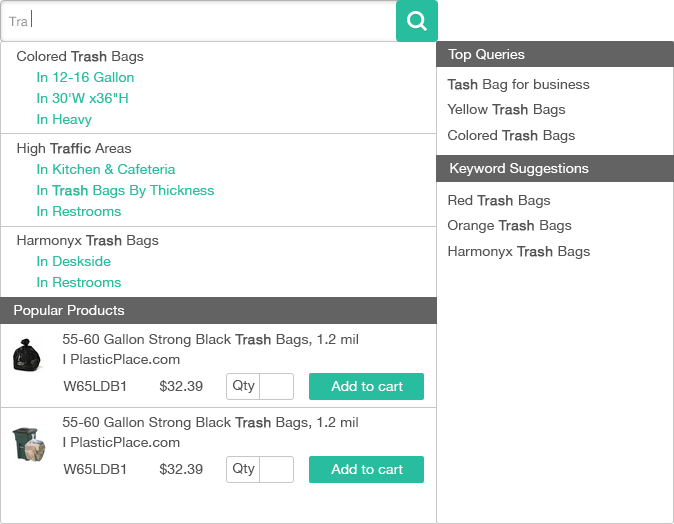 Tra
Colored Trash Bags
In 12-16 Gallon
In 30'W x36"H
In Heavy
High Traffic Areas
In Kitchen & Cafeteria
In Trash Bags By Thickness
In Restrooms
Harmonyx Trash Bags
In Deskside
In Restrooms
Popular Products
55-60 Gallon Strong Black Trash Bags, 1.2 mil
I PlasticPlace.com
W65LDB1 $32.39 Qty Add to cart
55-60 Gallon Strong Black Trash Bags, 1.2 mil
I PlasticPlace.com
W65LDB1 $32.39 Qty Add to cart
Top Queries
Tash Bag for business
Yellow Trash Bags
Colored Trash Bags
Keyword Suggestions
Red Trash Bags
Orange Trash Bags
Harmonyx Trash Bags